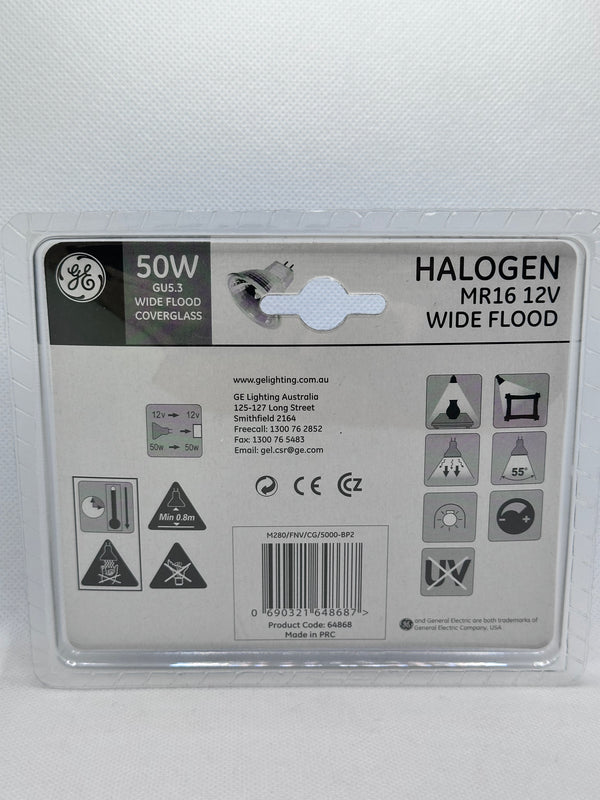 GE
50W
GU5.3
WIDE FLOOD
COVERGLASS
HALOGEN
MR16 12V
WIDE FLOOD
www.gelighting.com.au
GE Lighting Australia
125-127 Long Street
Smithfield 2164
Freecall: 1300 76 2852
Fax: 1300 76 5483
Email: gel.csr@ge.com
12v → 12v
50w → 50w
Min 0.8m
CE
55°
UV
M280/FNV/CG/5000-BP2
0 690321 648687 >
Product Code: 64868
Made in PRC
GE and General Electric are both trademarks of
General Electric Company, USA